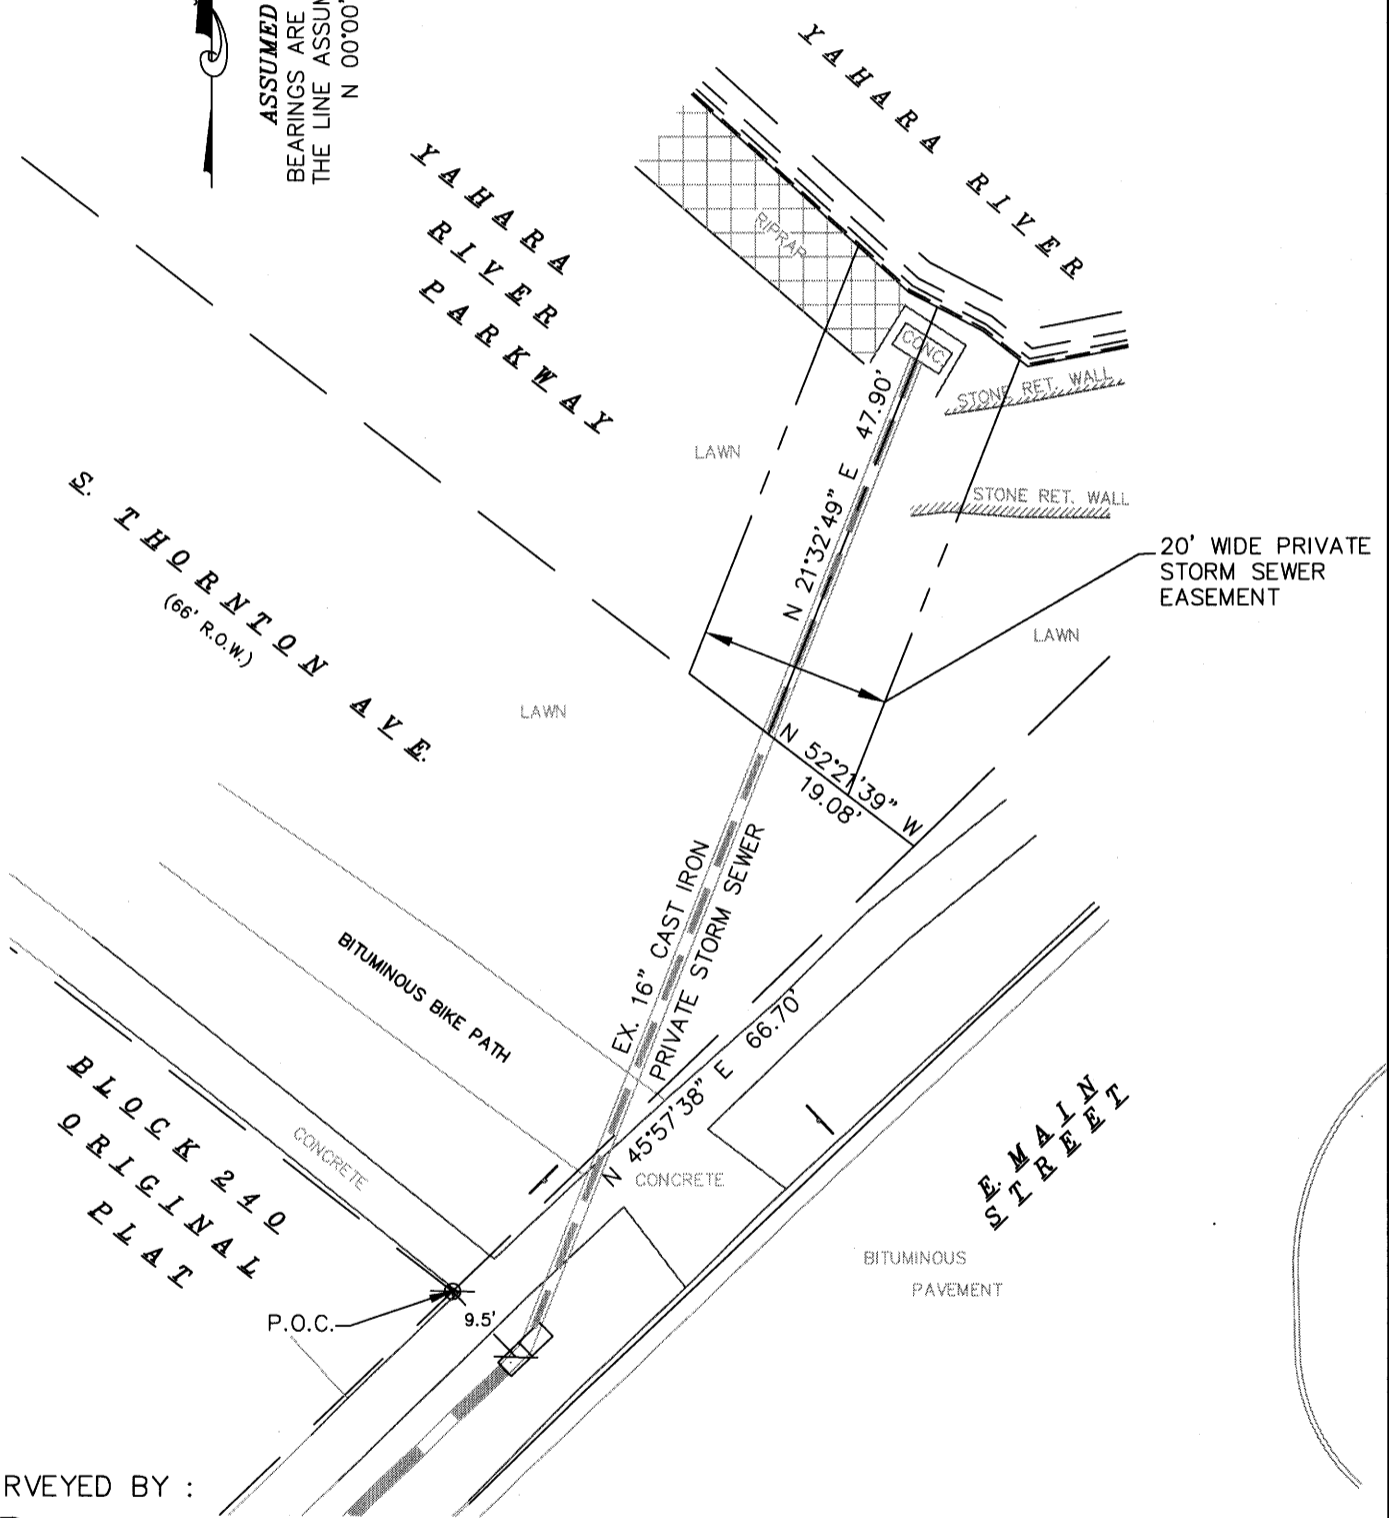 ASSUMED
BEARINGS ARE
THE LINE ASSUM
N 00°00'
YAHARA RIVER
YAHARA
RIVER
PARKWAY
RIPRAP
CONC.
STONE RET. WALL
STONE RET. WALL
LAWN
N 21°32'49" E 47.90'
20' WIDE PRIVATE
STORM SEWER
EASEMENT
LAWN
S. THORNTON AVE.
(66' R.O.W.)
LAWN
N 52°21'39" W
19.08'
EX. 16" CAST IRON
PRIVATE STORM SEWER
BITUMINOUS BIKE PATH
N 45°57'38" E 66.70'
BLOCK 240
ORIGINAL
PLAT
CONCRETE
CONCRETE
E. MAIN
STREET
BITUMINOUS
PAVEMENT
P.O.C.
9.5'
RVEYED BY :